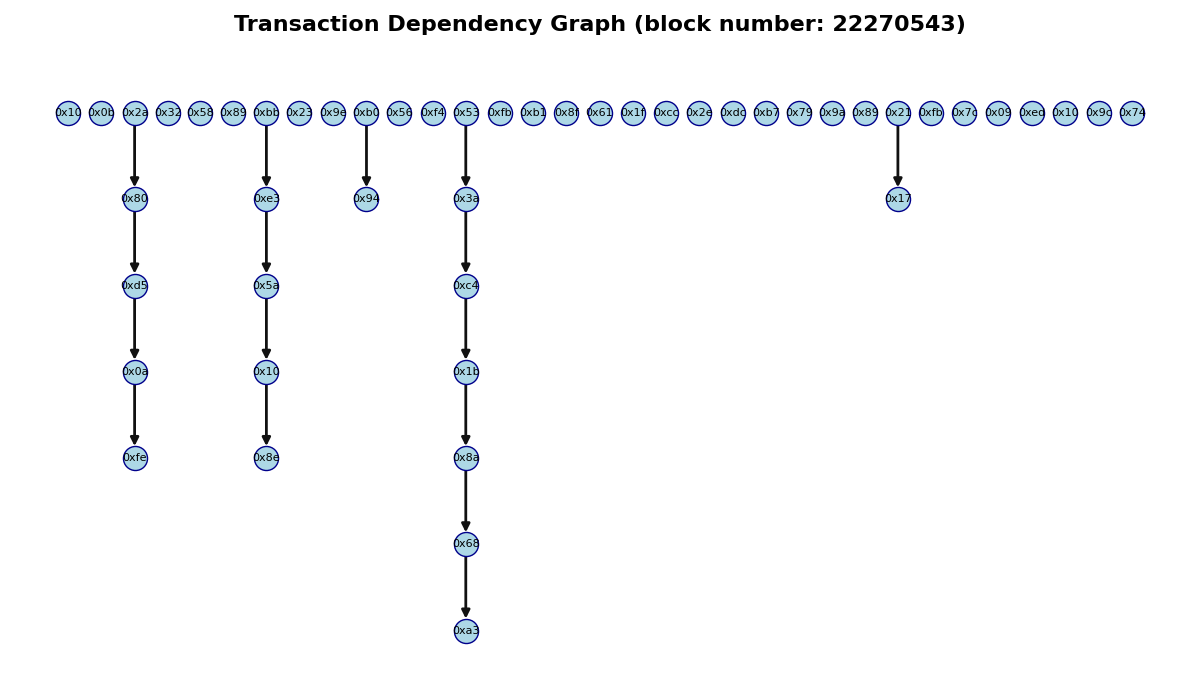 Transaction Dependency Graph (block number: 22270543)
0x10 0x0b 0x2a 0x32 0x58 0x89 0xbb 0x23 0x9e 0xb0 0x56 0xf4 0x53 0xfb 0xb1 0x8f 0x61 0x1f 0xcc 0x2e 0xdc 0xb7 0x79 0x9a 0x89 0x21 0xfb 0x7c 0x09 0xed 0x10 0x9c 0x74
0x80 0xe3 0x94 0x3a 0x17
0xd5 0x5a 0xc4
0x0a 0x10 0x1b
0xfe 0x8e 0x8a
0x68
0xa3